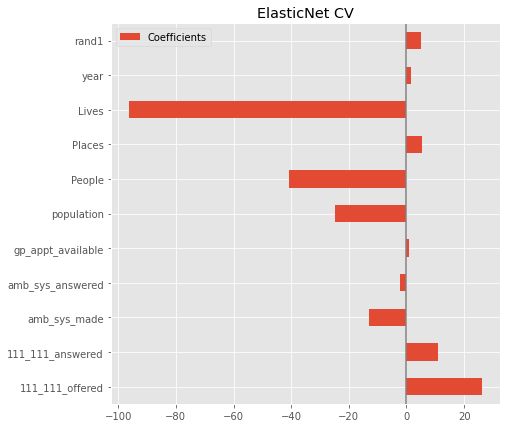 ElasticNet CV
Coefficients
rand1
year
Lives
Places
People
population
gp_appt_available
amb_sys_answered
amb_sys_made
111_111_answered
111_111_offered
−100 −80 −60 −40 −20 0 20